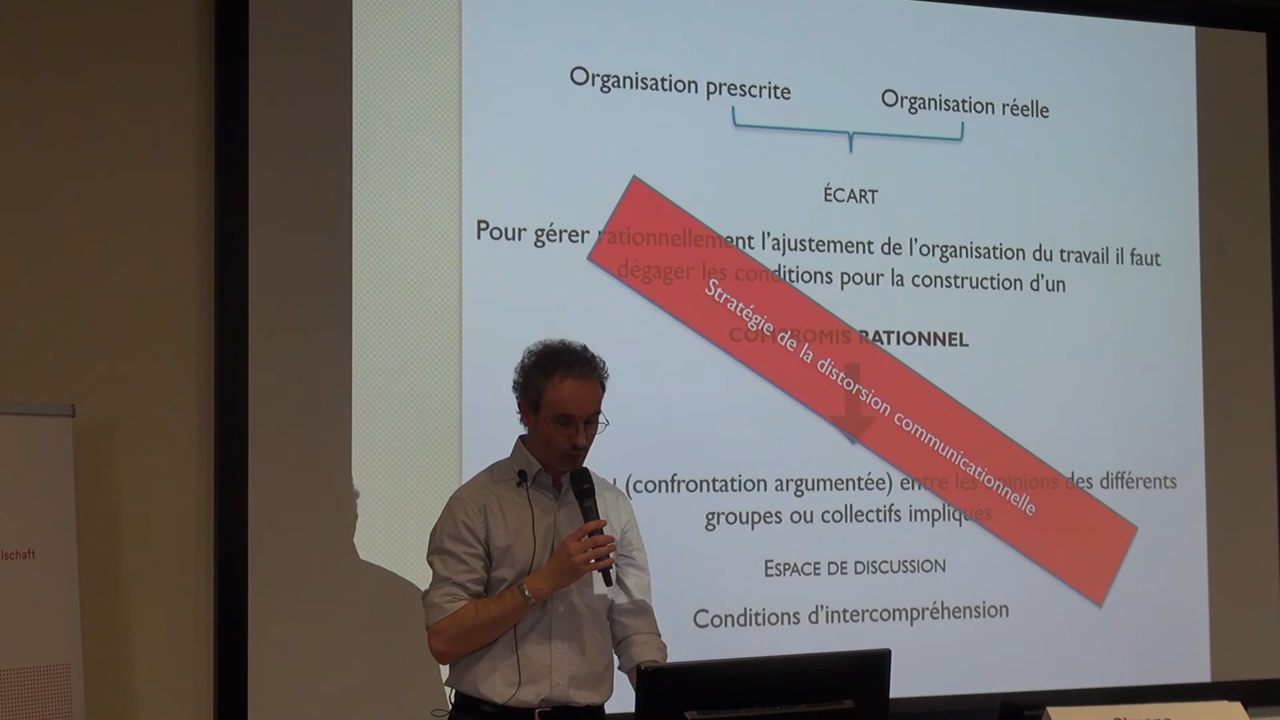 Organisation prescrite
Organisation réelle
ÉCART
Pour gérer rationnellement l'ajustement de l'organisation du travail il faut
dégager les conditions pour la construction d'un
COMPROMIS RATIONNEL
Stratégie de la distorsion communicationnelle
(confrontation argumentée) entre les opinions des différents
groupes ou collectifs impliqués
ESPACE DE DISCUSSION
Conditions d'intercompréhension
lschaft